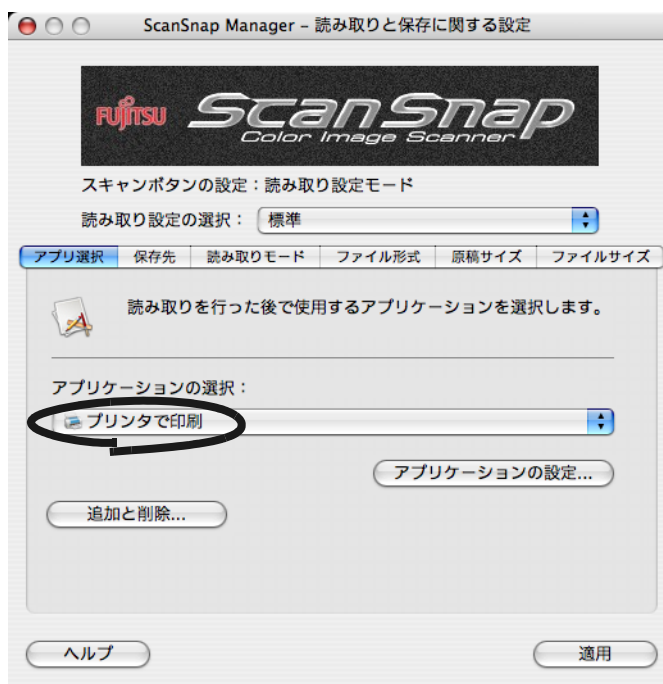 ScanSnap Manager – 読み取りと保存に関する設定
FUJITSU ScanSnap
Color Image Scanner
スキャンボタンの設定：読み取り設定モード
読み取り設定の選択： 標準
アプリ選択 保存先 読み取りモード ファイル形式 原稿サイズ ファイルサイズ
読み取りを行った後で使用するアプリケーションを選択します。
アプリケーションの選択：
プリンタで印刷
アプリケーションの設定...
追加と削除...
ヘルプ 適用